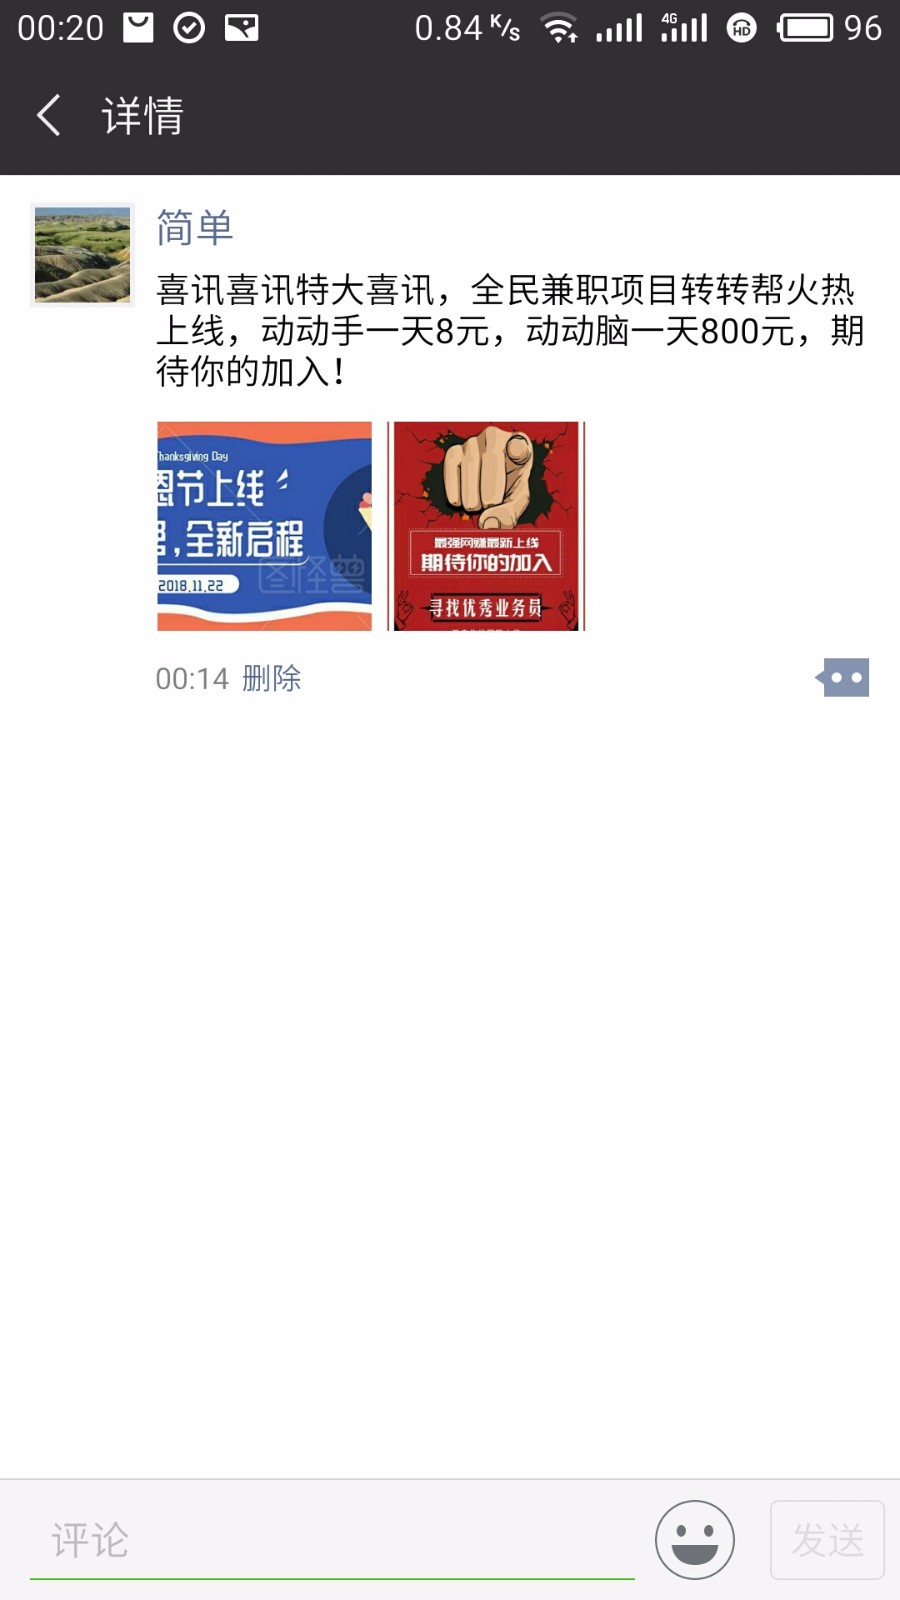 00:20
0.84 K/s
4G
HD
96
详情
简单
喜讯喜讯特大喜讯，全民兼职项目转转帮火热
上线，动动手一天8元，动动脑一天800元，期
待你的加入！
Thanksgiving Day
恩节上线
，全新启程
2018.11.22
图怪兽
最强网赚最新上线
期待你的加入
寻找优秀业务员
00:14 删除
评论
发送